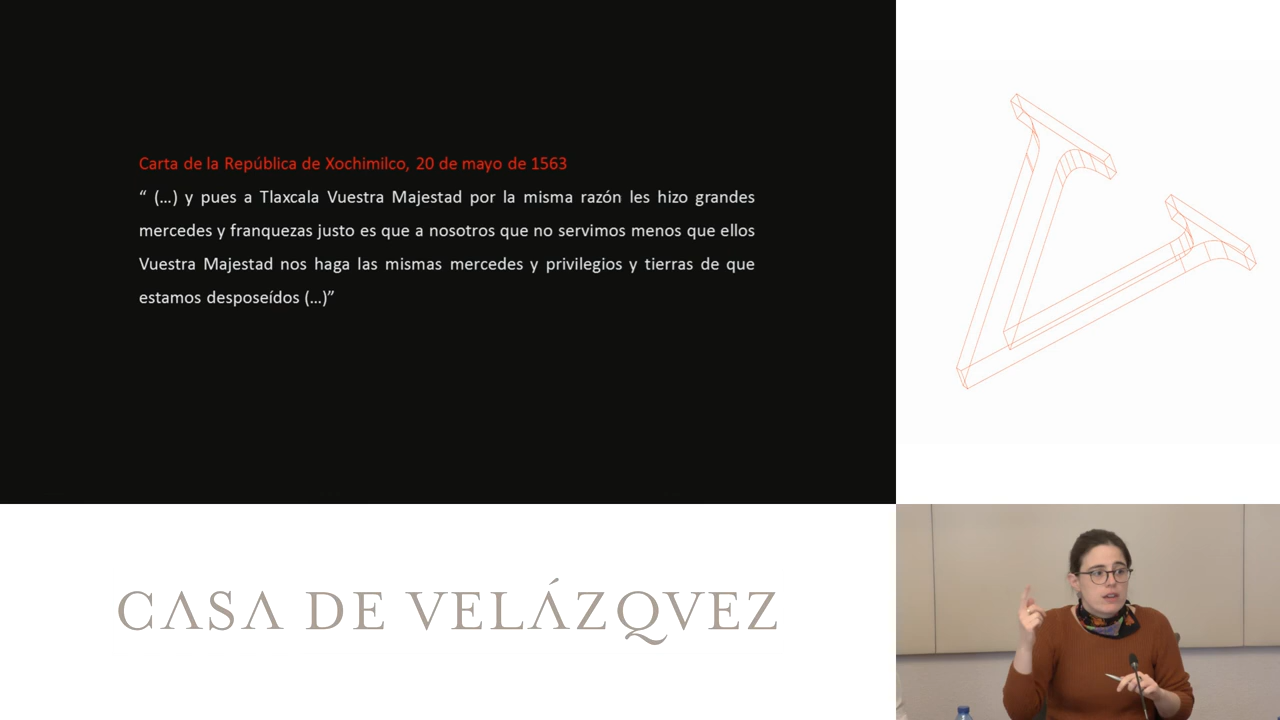 Carta de la República de Xochimilco, 20 de mayo de 1563
“ (...) y pues a Tlaxcala Vuestra Majestad por la misma razón les hizo grandes
mercedes y franquezas justo es que a nosotros que no servimos menos que ellos
Vuestra Majestad nos haga las mismas mercedes y privilegios y tierras de que
estamos desposeídos (...)”
CASA DE VELÁZQVEZ